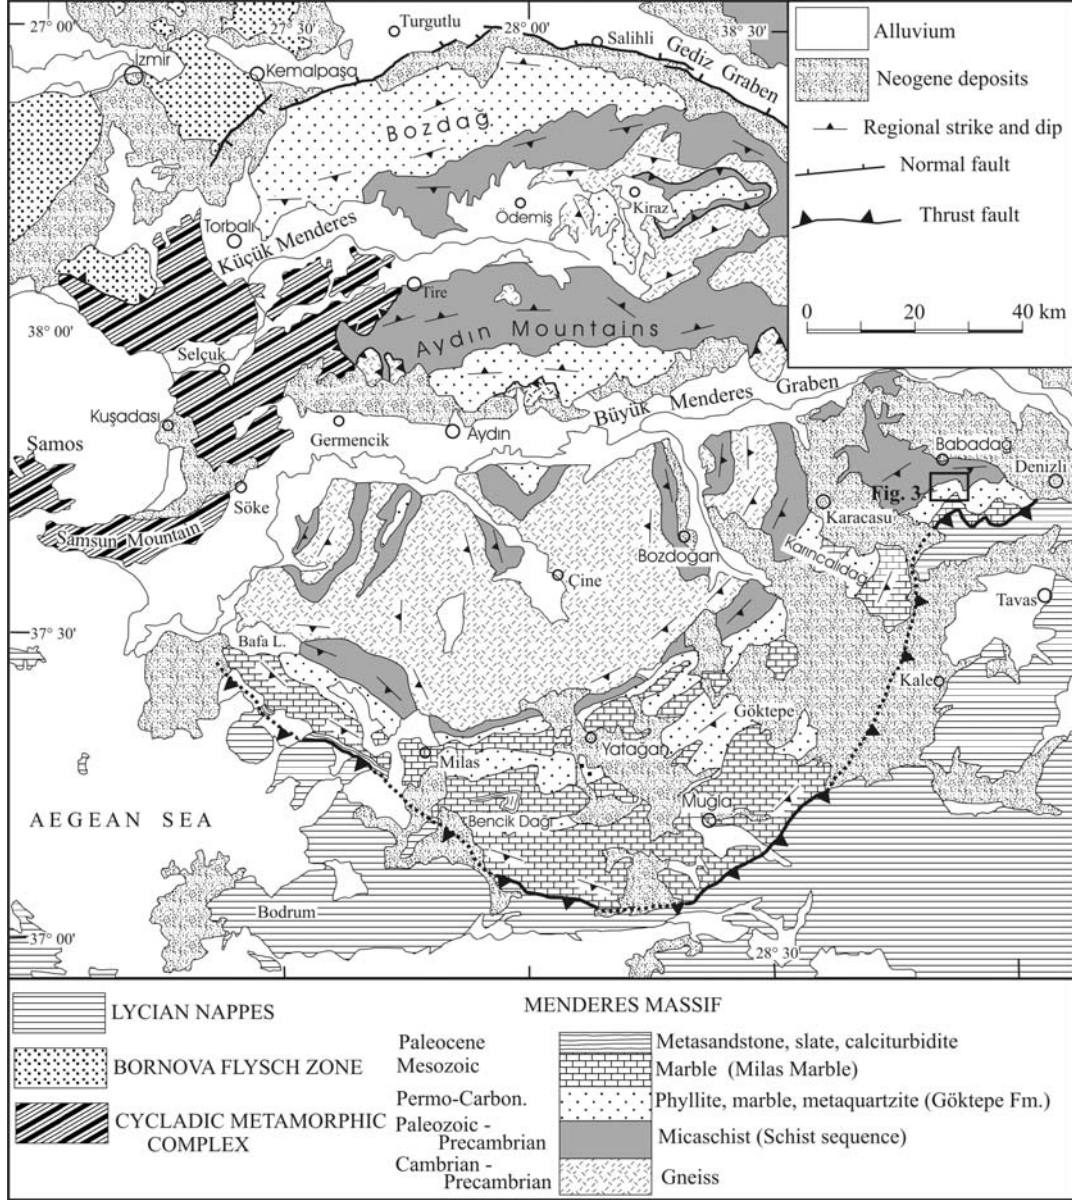 27° 00'
27° 30'
28° 00'
38° 30'
Turgutlu
Salihli
İzmir
Kemalpaşa
Gediz Graben
Alluvium
Neogene deposits
Regional strike and dip
Normal fault
Thrust fault
0 20 40 km
Bozdağ
Ödemiş
Kiraz
Torbalı
Küçük Menderes
Tire
38° 00'
Aydın Mountains
Selçuk
Kuşadası
Büyük Menderes Graben
Germencik
Aydın
Samos
Babadağ
Denizli
Fig. 3
Söke
Samsun Mountain
Karacasu
Bozdoğan
Karıncalıdağ
Çine
Tavas
37° 30'
Bafa L.
Kale
Göktepe
Yatağan
Milas
AEGEAN SEA
Muğla
Bencik Dağı
Bodrum
37° 00'
28° 30
LYCIAN NAPPES
BORNOVA FLYSCH ZONE
CYCLADIC METAMORPHIC
COMPLEX
MENDERES MASSIF
Paleocene
Metasandstone, slate, calciturbidite
Mesozoic
Marble (Milas Marble)
Permo-Carbon.
Phyllite, marble, metaquartzite (Göktepe Fm.)
Paleozoic -
Precambrian
Micaschist (Schist sequence)
Cambrian -
Precambrian
Gneiss